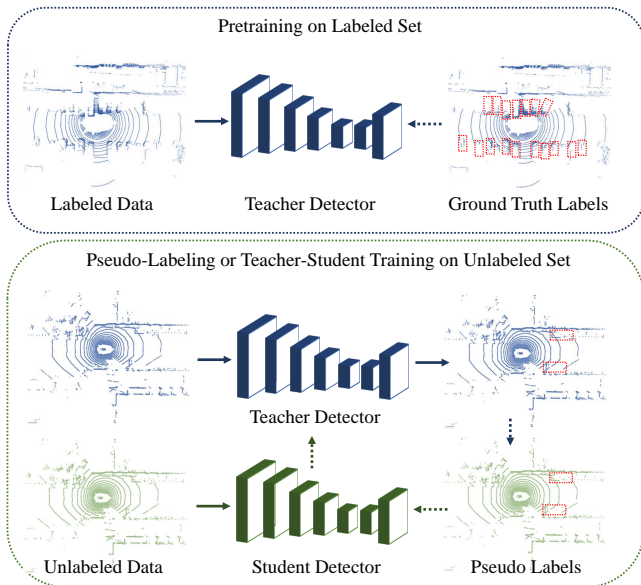 Pretraining on Labeled Set
Labeled Data
Teacher Detector
Ground Truth Labels
Pseudo-Labeling or Teacher-Student Training on Unlabeled Set
Teacher Detector
Unlabeled Data
Student Detector
Pseudo Labels